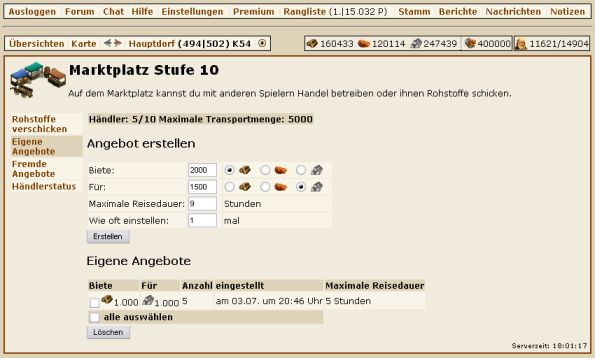 Ausloggen Forum Chat Hilfe Einstellungen Premium Rangliste (1.|15.032 P) Stamm Berichte Nachrichten Notizen
Übersichten Karte Hauptdorf (494|502) K54 160433 120114 247439 400000 11621/14904
Marktplatz Stufe 10
Auf dem Marktplatz kannst du mit anderen Spielern Handel betreiben oder ihnen Rohstoffe schicken.
Rohstoffe verschicken
Eigene Angebote
Fremde Angebote
Händlerstatus
Händler: 5/10 Maximale Transportmenge: 5000
Angebot erstellen
Biete: 2000
Für: 1500
Maximale Reisedauer: 9 Stunden
Wie oft einstellen: 1 mal
Erstellen
Eigene Angebote
Biete Für Anzahl eingestellt Maximale Reisedauer
1.000 1.000 5 am 03.07. um 20:46 Uhr 5 Stunden
alle auswählen
Löschen
Serverzeit: 18:01:17